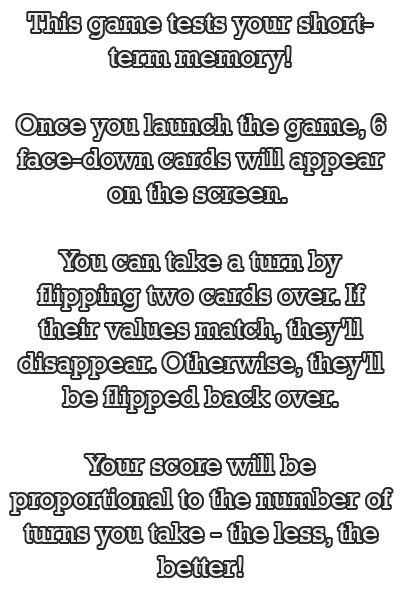 This game tests your short-
term memory!
Once you launch the game, 6
face-down cards will appear
on the screen.
You can take a turn by
flipping two cards over. If
their values match, they'll
disappear. Otherwise, they'll
be flipped back over.
Your score will be
proportional to the number of
turns you take - the less, the
better!